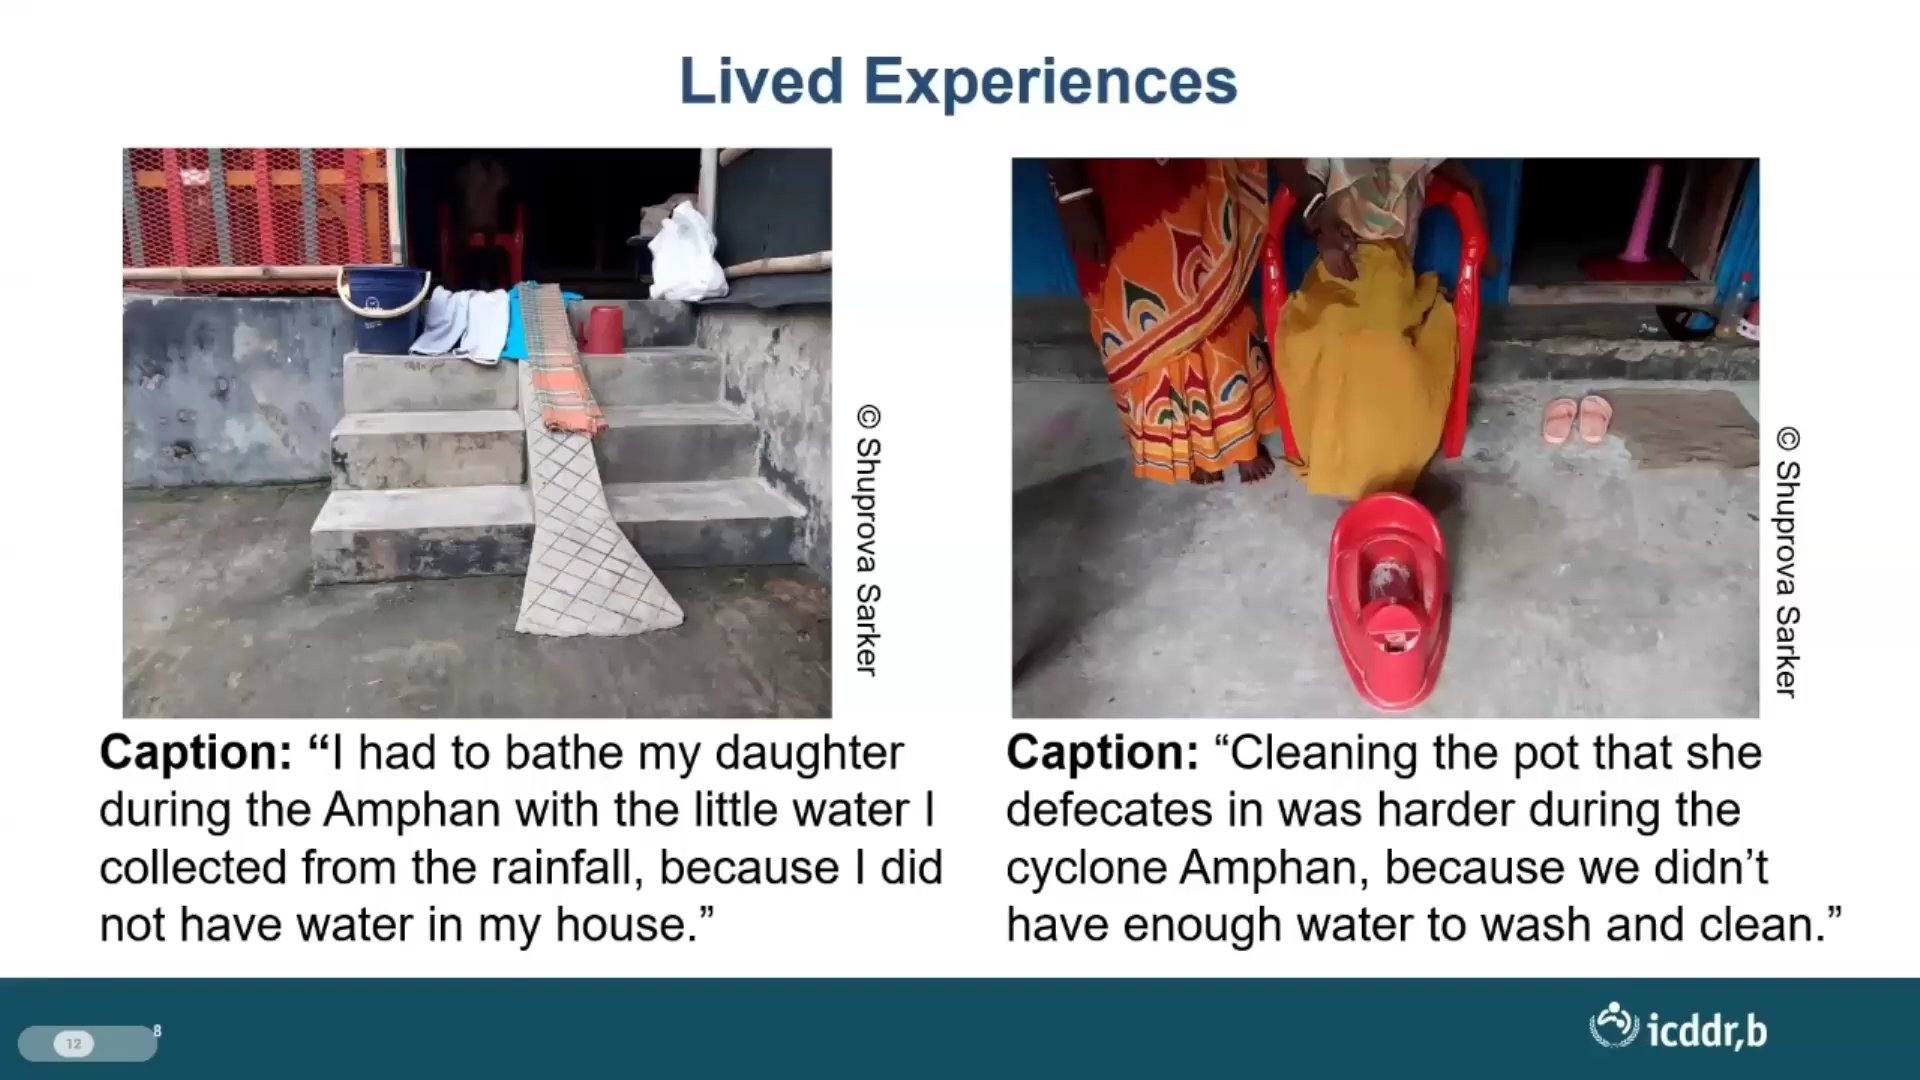 Lived Experiences
© Shuprova Sarker
© Shuprova Sarker
Caption: “I had to bathe my daughter
during the Amphan with the little water I
collected from the rainfall, because I did
not have water in my house.”
Caption: “Cleaning the pot that she
defecates in was harder during the
cyclone Amphan, because we didn’t
have enough water to wash and clean.”
8
12
icddr,b